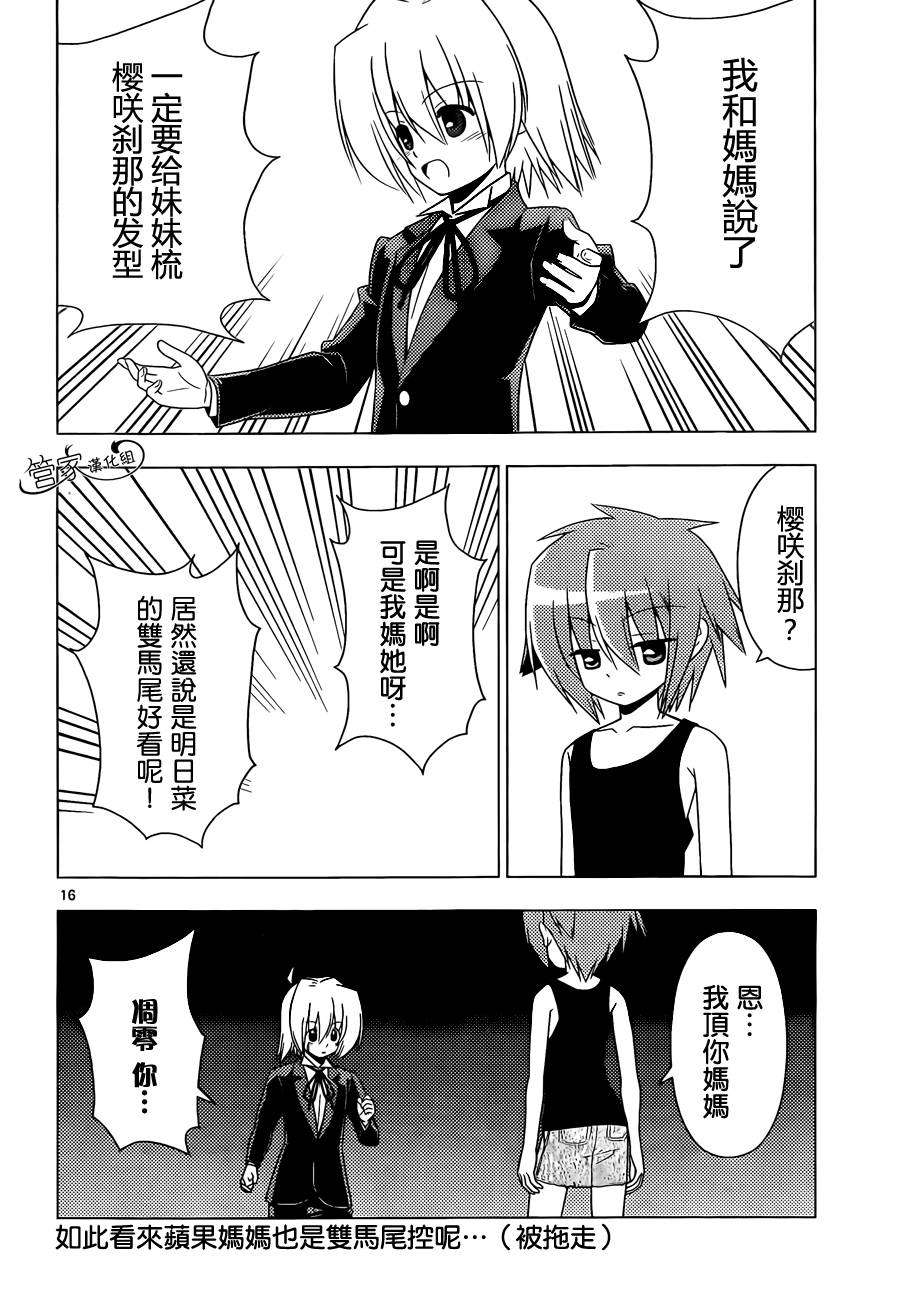 我和媽媽說了
一定要给妹妹梳
樱咲刹那的发型
管家漢化組
樱咲刹那？
是啊是啊
可是我媽她呀…
居然還說是明日菜
的雙馬尾好看呢！
16
恩…
我頂你媽媽
凋零你…
如此看來蘋果媽媽也是雙馬尾控呢…（被拖走）